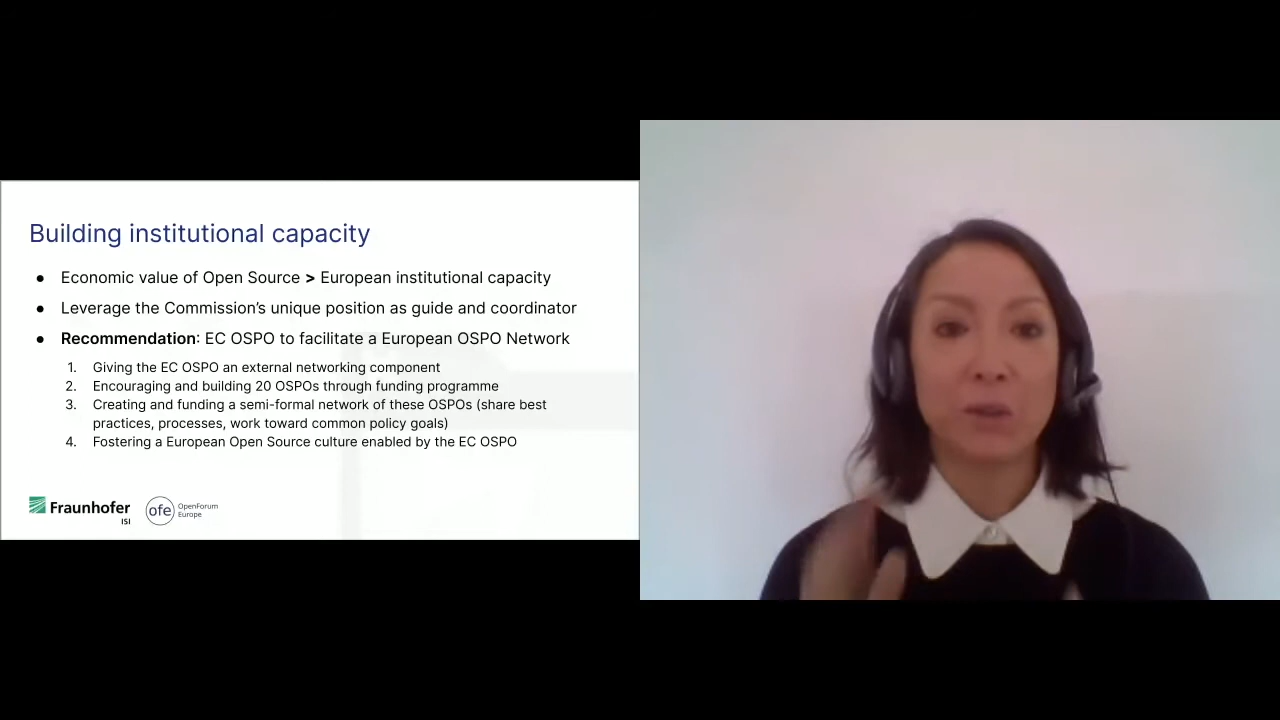 Building institutional capacity
● Economic value of Open Source > European institutional capacity
● Leverage the Commission's unique position as guide and coordinator
● Recommendation: EC OSPO to facilitate a European OSPO Network
1. Giving the EC OSPO an external networking component
2. Encouraging and building 20 OSPOs through funding programme
3. Creating and funding a semi-formal network of these OSPOs (share best
practices, processes, work toward common policy goals)
4. Fostering a European Open Source culture enabled by the EC OSPO
Fraunhofer
ISI
ofe
OpenForum
Europe